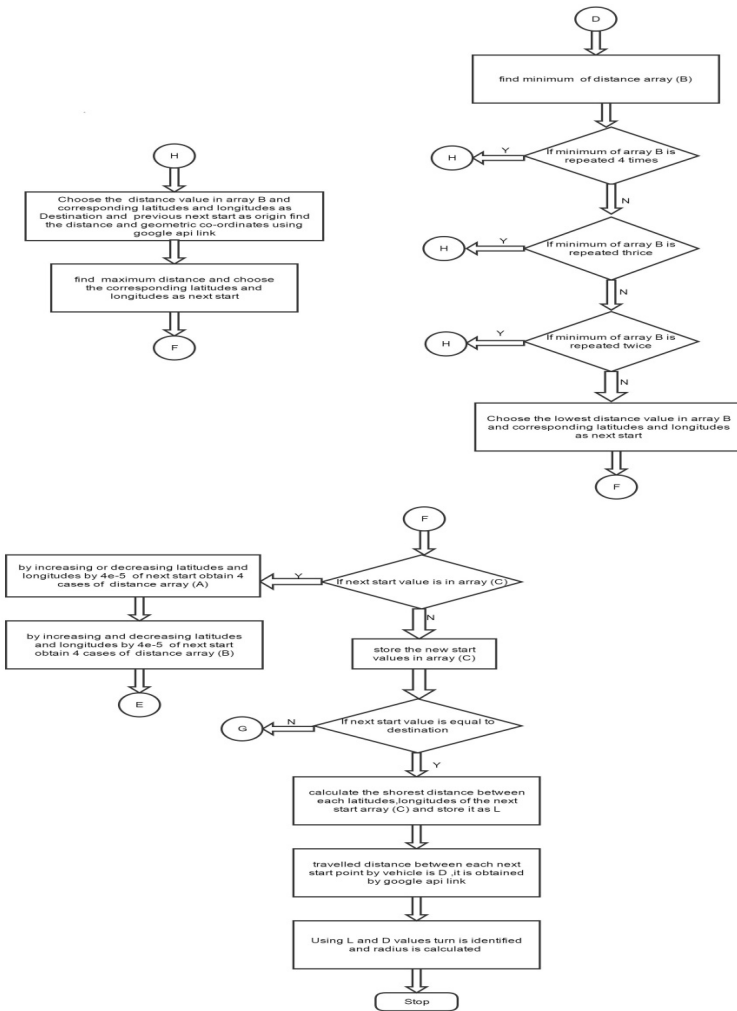 D
find minimum of distance array (B)
If minimum of array B is
repeated 4 times
Y
H
N
If minimum of array B is
repeated thrice
Y
H
N
If minimum of array B is
repeated twice
Y
H
N
Choose the lowest distance value in array B
and corresponding latitudes and longitudes
as next start
F
H
Choose the distance value in array B and
corresponding latitudes and longitudes as
Destination and previous next start as origin find
the distance and geometric co-ordinates using
google api link
find maximum distance and choose
the corresponding latitudes and
longitudes as next start
F
F
If next start value is in array (C)
Y
by increasing or decreasing latitudes and
longitudes by 4e-5 of next start obtain 4
cases of distance array (A)
by increasing and decreasing latitudes
and longitudes by 4e-5 of next start
obtain 4 cases of distance array (B)
E
N
store the new start
values in array (C)
If next start value is equal to
destination
N
G
Y
calculate the shorest distance between
each latitudes,longitudes of the next
start array (C) and store it as L
travelled distance between each next
start point by vehicle is D ,it is obtained
by google api link
Using L and D values turn is identified
and radius is calculated
Stop